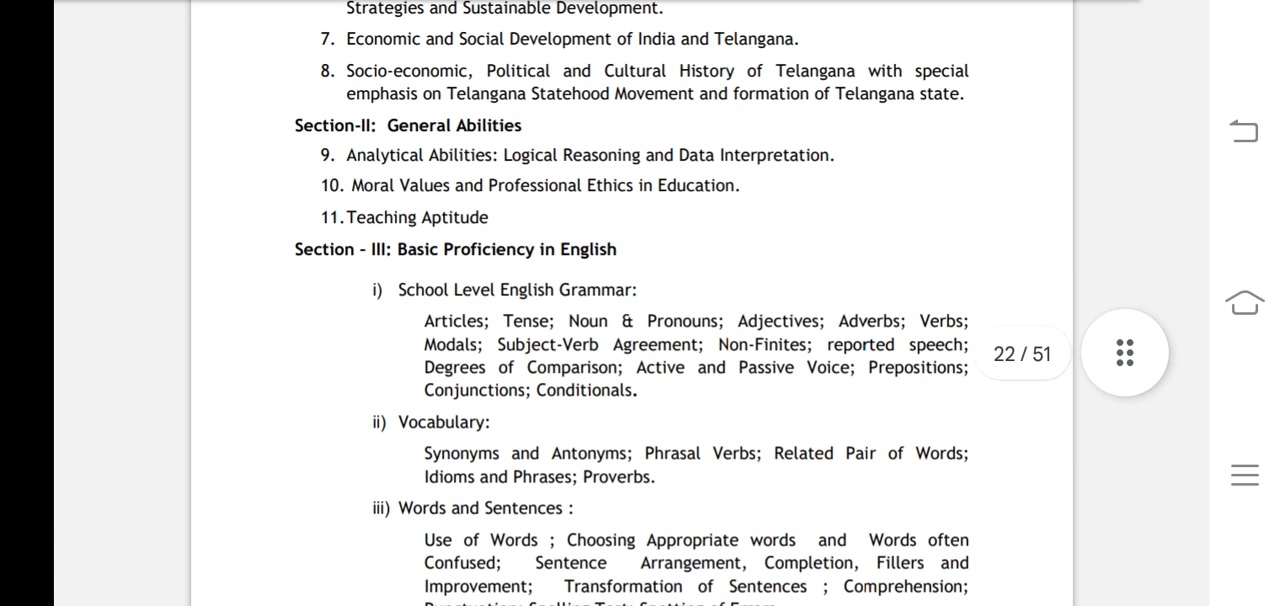 Strategies and Sustainable Development.
7. Economic and Social Development of India and Telangana.
8. Socio-economic, Political and Cultural History of Telangana with special
emphasis on Telangana Statehood Movement and formation of Telangana state.
Section-II: General Abilities
9. Analytical Abilities: Logical Reasoning and Data Interpretation.
10. Moral Values and Professional Ethics in Education.
11. Teaching Aptitude
Section - III: Basic Proficiency in English
i) School Level English Grammar:
Articles; Tense; Noun & Pronouns; Adjectives; Adverbs; Verbs;
Modals; Subject-Verb Agreement; Non-Finites; reported speech;
Degrees of Comparison; Active and Passive Voice; Prepositions;
Conjunctions; Conditionals.
22 / 51
ii) Vocabulary:
Synonyms and Antonyms; Phrasal Verbs; Related Pair of Words;
Idioms and Phrases; Proverbs.
iii) Words and Sentences :
Use of Words ; Choosing Appropriate words and Words often
Confused; Sentence Arrangement, Completion, Fillers and
Improvement; Transformation of Sentences ; Comprehension;